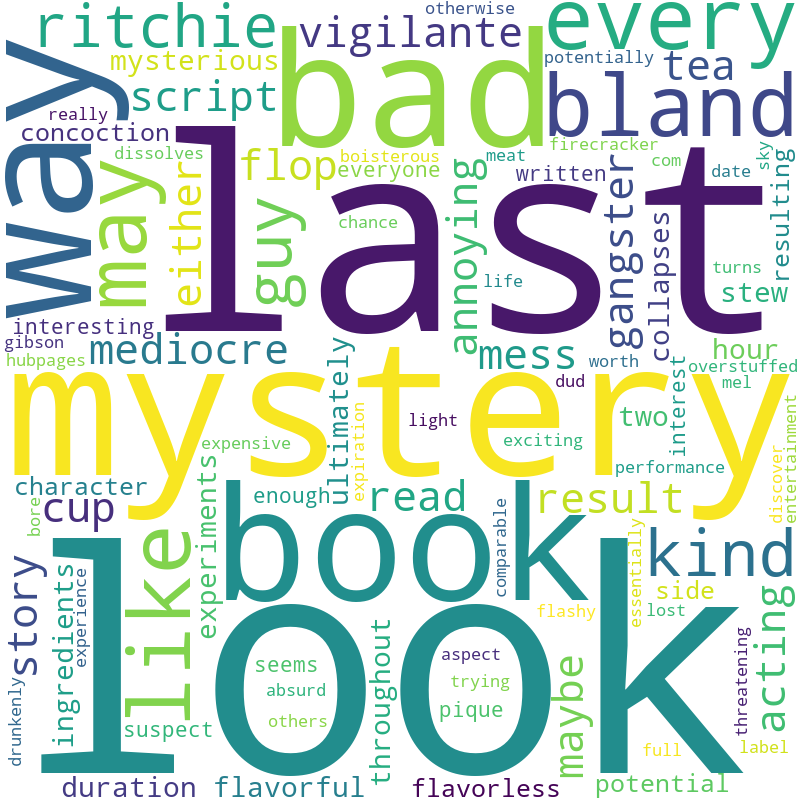 otherwise
ritchie
every
vigilante
bad
way
mysterious
potentially
tea
script
bland
really
concoction
last
firecracker
dissolves
flop
boisterous
meat
com
sky
everyone
written
date
may
either
guy
annoying
gangster
collapses
resulting
chance
turns
life
stew
interesting
gibson
mediocre
mess
hour
hubpages
worth
overstuffed
mystery
dud
mel
interest
light
two
expensive
exciting
ultimately
expiration
performance
entertainment
discover
character
experiments
enough
read
result
cup
bore
book
comparable
essentially
kind
like
story
ingredients
experience
look
side
flashy
lost
acting
throughout
seems
aspect
maybe
threatening
absurd
trying
others
pique
suspect
drunkenly
full
label
duration
flavorful
flavorless
potential